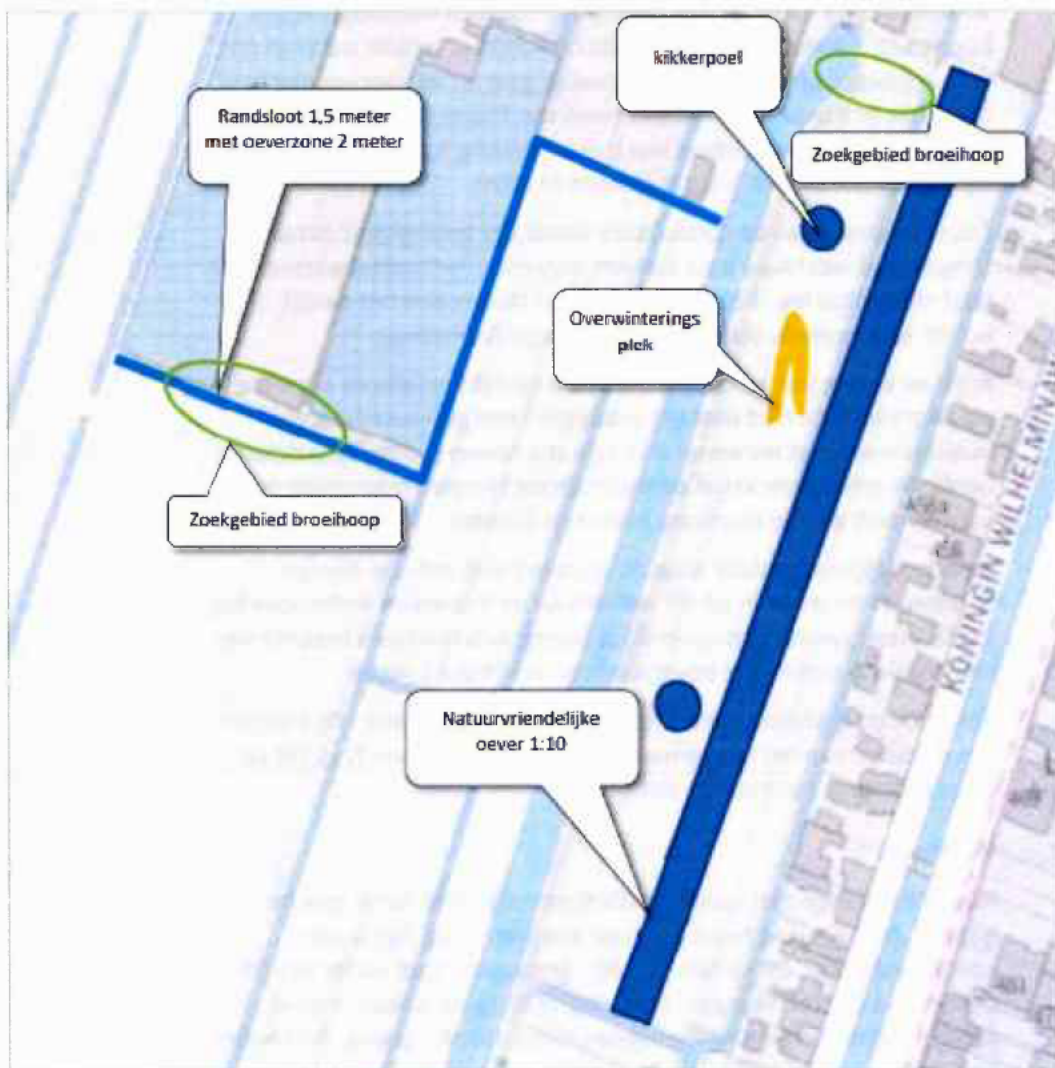 kikkerpoel
Randsloot 1,5 meter
met oeverzone 2 meter
Zoekgebied broeihoop
Overwinterings
plek
Zoekgebied broeihoop
Natuurvriendelijke
oever 1:10
KONINGIN WILHELMINA